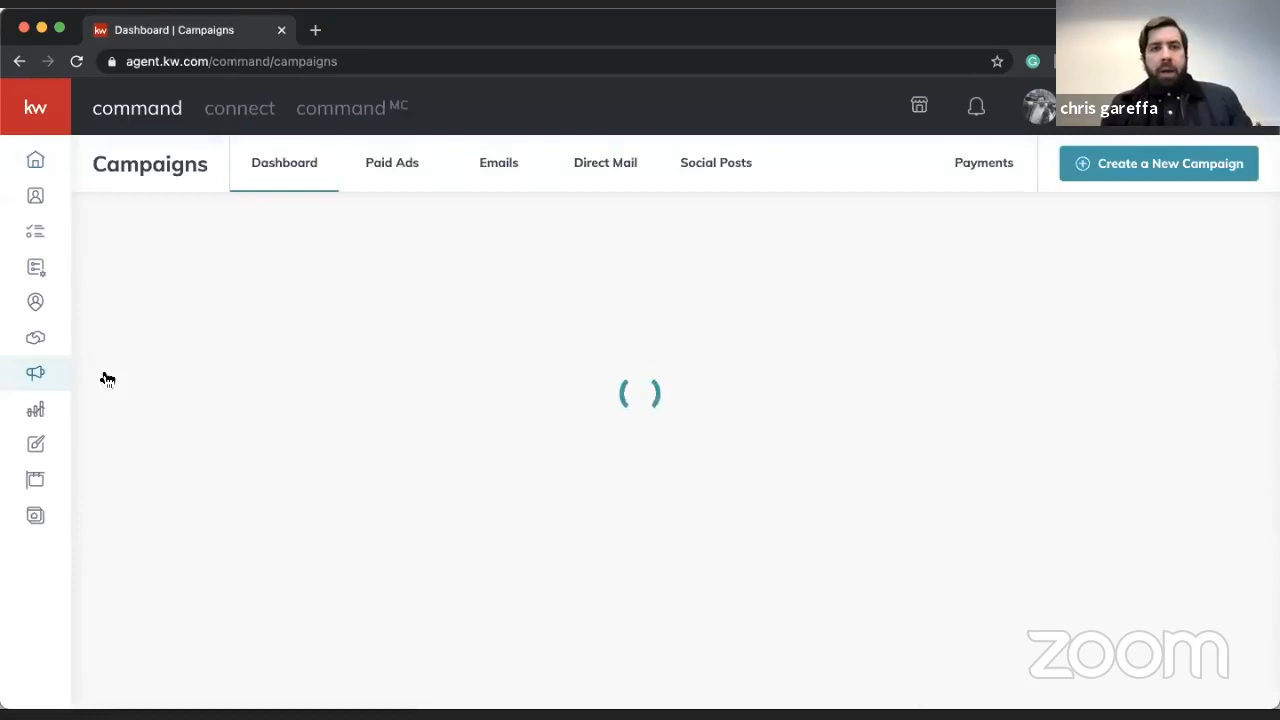 Dashboard | Campaigns
agent.kw.com/command/campaigns
chris gareffa
kw
command
connect
command MC
Campaigns
Dashboard
Paid Ads
Emails
Direct Mail
Social Posts
Payments
Create a New Campaign
zoom